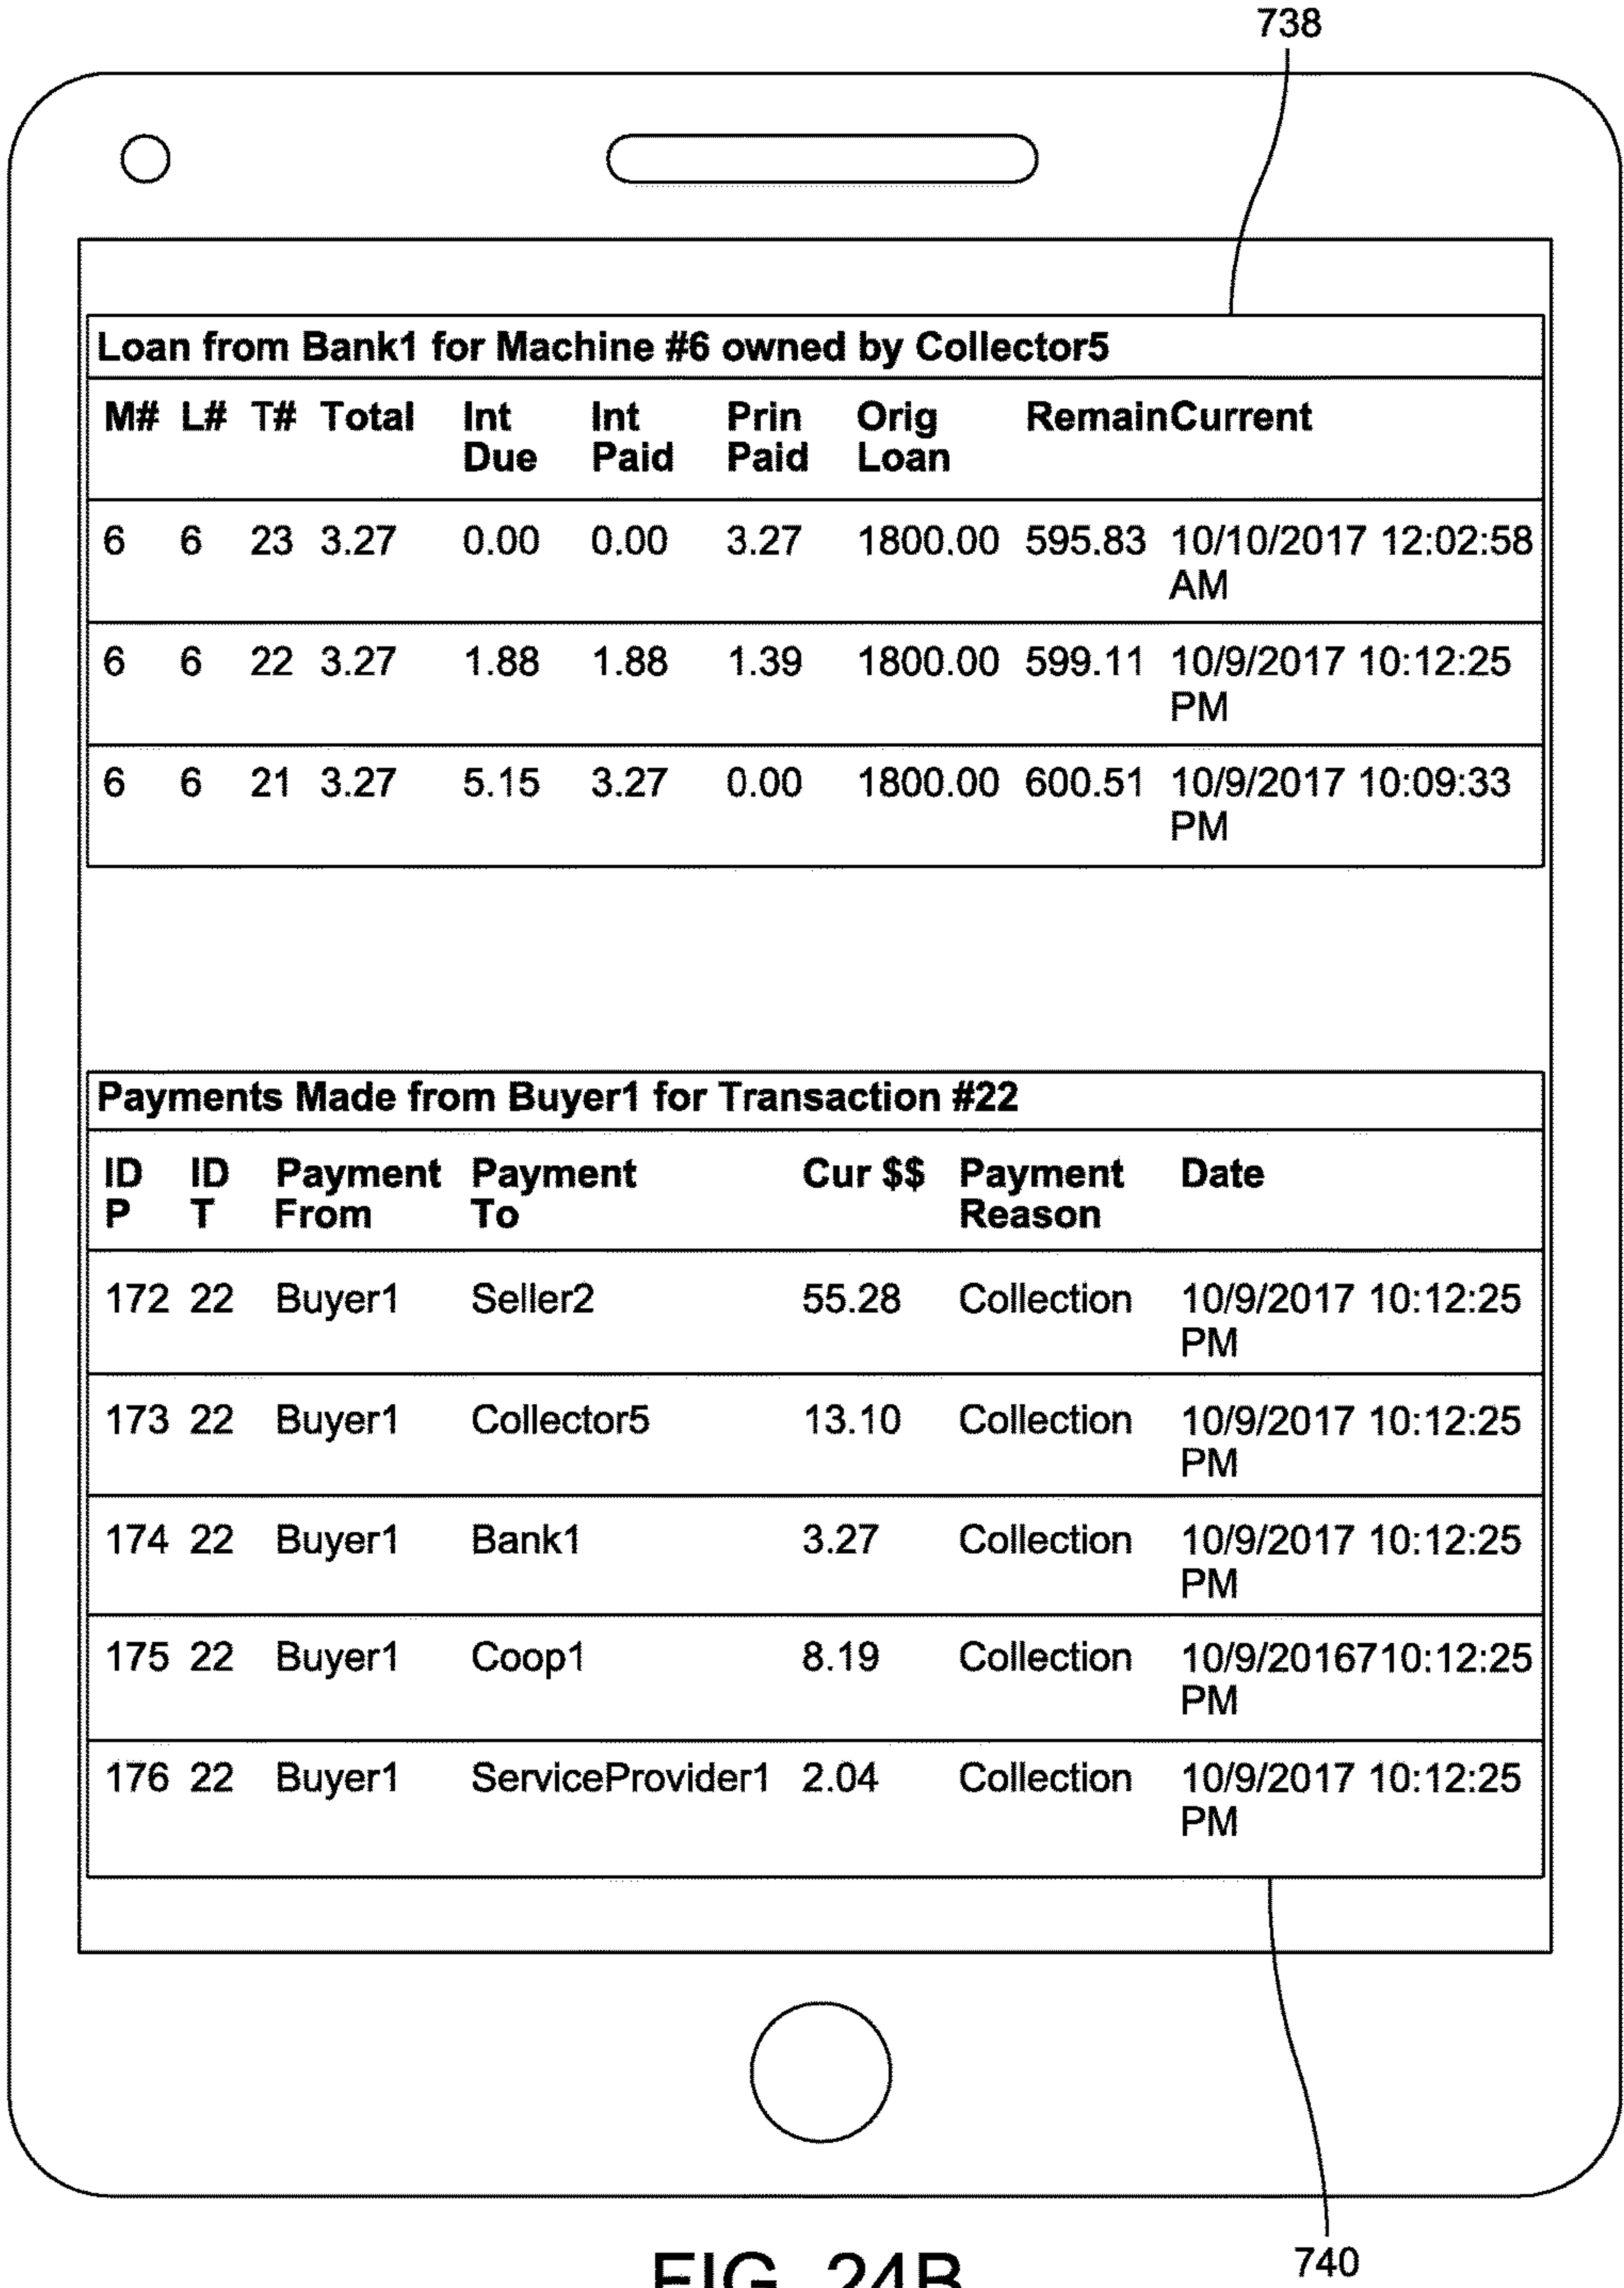 738
Loan from Bank1 for Machine #6 owned by Collector5
M# L# T# Total Int Int Prin Orig RemainCurrent
Due Paid Paid Loan
6 6 23 3.27 0.00 0.00 3.27 1800.00 595.83 10/10/2017 12:02:58
AM
6 6 22 3.27 1.88 1.88 1.39 1800.00 599.11 10/9/2017 10:12:25
PM
6 6 21 3.27 5.15 3.27 0.00 1800.00 600.51 10/9/2017 10:09:33
PM
Payments Made from Buyer1 for Transaction #22
ID ID Payment Payment Cur $$ Payment Date
P T From To Reason
172 22 Buyer1 Seller2 55.28 Collection 10/9/2017 10:12:25
PM
173 22 Buyer1 Collector5 13.10 Collection 10/9/2017 10:12:25
PM
174 22 Buyer1 Bank1 3.27 Collection 10/9/2017 10:12:25
PM
175 22 Buyer1 Coop1 8.19 Collection 10/9/2016710:12:25
PM
176 22 Buyer1 ServiceProvider1 2.04 Collection 10/9/2017 10:12:25
PM
740
FIG. 24B